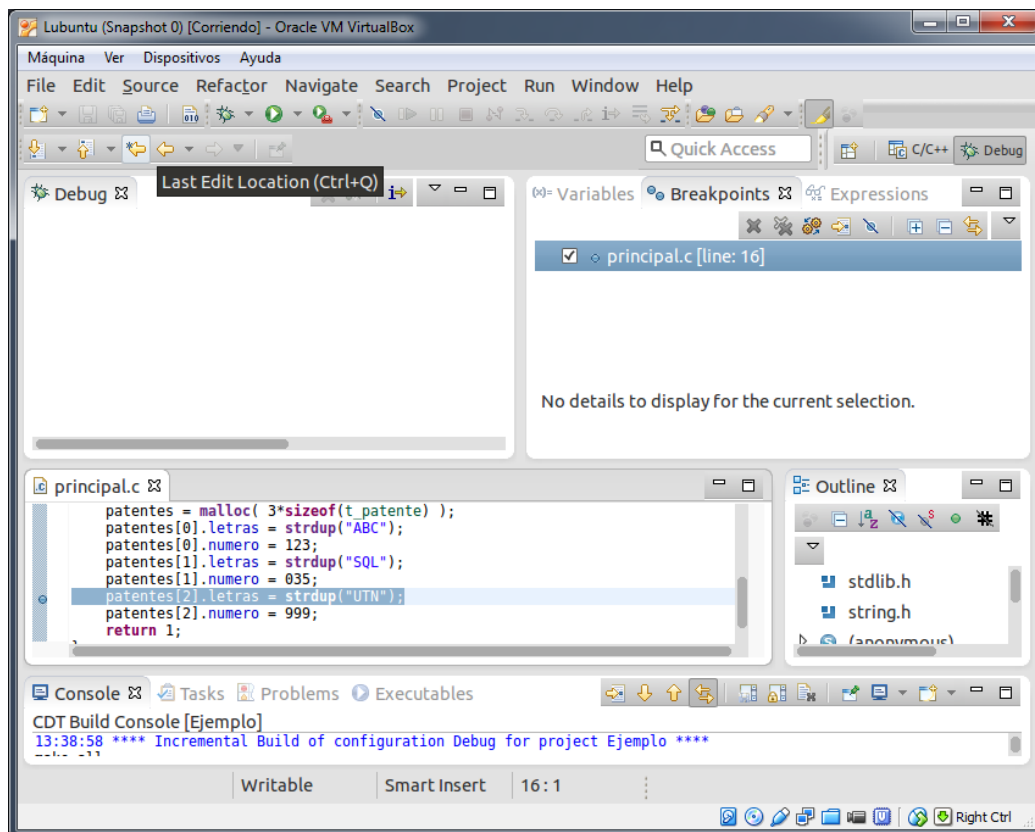 Lubuntu (Snapshot 0) [Corriendo] - Oracle VM VirtualBox
Máquina Ver Dispositivos Ayuda
File Edit Source Refactor Navigate Search Project Run Window Help
Quick Access C/C++ Debug
Last Edit Location (Ctrl+Q)
Debug
(x)= Variables Breakpoints Expressions
principal.c [line: 16]
No details to display for the current selection.
principal.c
patentes = malloc( 3*sizeof(t_patente) );
patentes[0].letras = strdup("ABC");
patentes[0].numero = 123;
patentes[1].letras = strdup("SQL");
patentes[1].numero = 035;
patentes[2].letras = strdup("UTN");
patentes[2].numero = 999;
return 1;
Outline
stdlib.h
string.h
(anonymous)
Console Tasks Problems Executables
CDT Build Console [Ejemplo]
13:38:58 **** Incremental Build of configuration Debug for project Ejemplo ****
make all
Writable Smart Insert 16 : 1
Right Ctrl